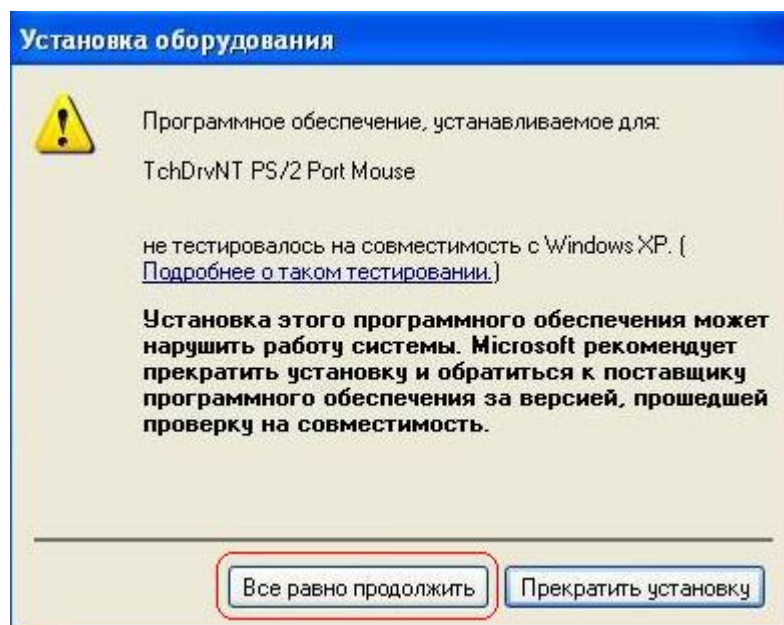 Установка оборудования
Программное обеспечение, устанавливаемое для:
TchDrvNT PS/2 Port Mouse
не тестировалось на совместимость с Windows XP. (
Подробнее о таком тестировании.)
Установка этого программного обеспечения может
нарушить работу системы. Microsoft рекомендует
прекратить установку и обратиться к поставщику
программного обеспечения за версией, прошедшей
проверку на совместимость.
Все равно продолжить
Прекратить установку